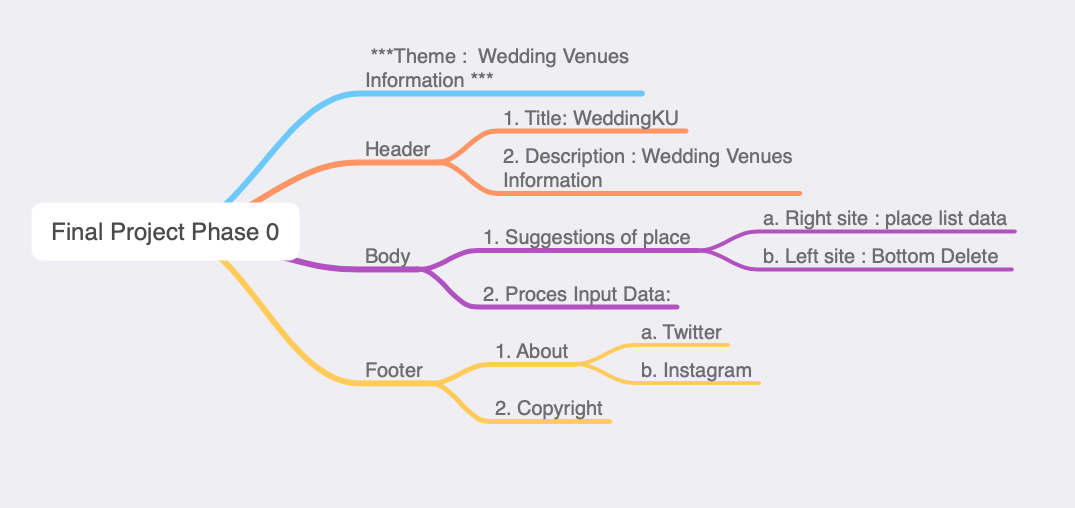 ***Theme :  Wedding Venues
Information ***
Header
1. Title: WeddingKU
2. Description : Wedding Venues
Information
Final Project Phase 0
Body
1. Suggestions of place
a. Right site : place list data
b. Left site : Bottom Delete
2. Proces Input Data:
Footer
1. About
a. Twitter
b. Instagram
2. Copyright